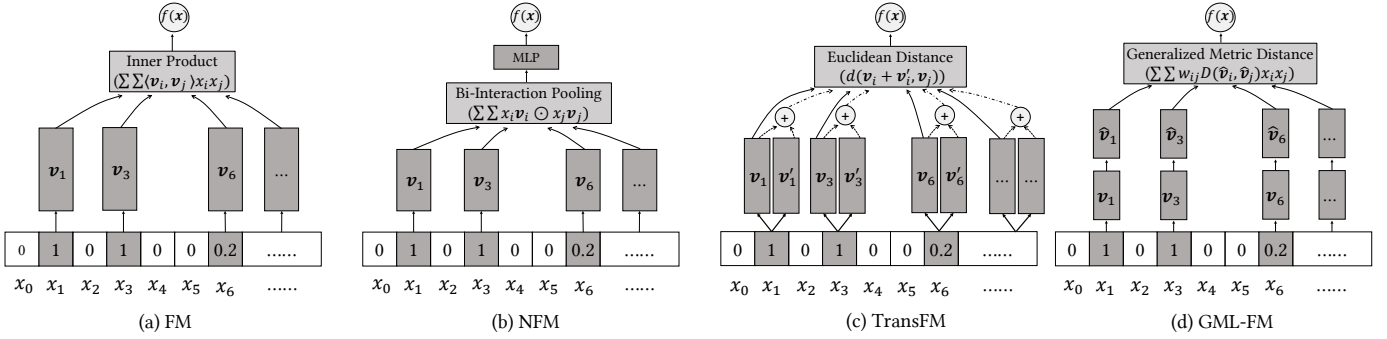 f(x)
Inner Product
(∑∑⟨v_i, v_j⟩x_i x_j)
v_1 v_3 v_6 ...
0 1 0 1 0 0 0.2 ......
x_0 x_1 x_2 x_3 x_4 x_5 x_6 ......
(a) FM
f(x)
MLP
Bi-Interaction Pooling
(∑∑ x_i v_i ⊙ x_j v_j)
v_1 v_3 v_6 ...
0 1 0 1 0 0 0.2 ......
x_0 x_1 x_2 x_3 x_4 x_5 x_6 ......
(b) NFM
f(x)
Euclidean Distance
(d(v_i + v'_i, v_j))
+ + + +
v_1 v'_1 v_3 v'_3 v_6 v'_6 ... ...
0 1 0 1 0 0 0.2 ......
x_0 x_1 x_2 x_3 x_4 x_5 x_6 ......
(c) TransFM
f(x)
Generalized Metric Distance
(∑∑ w_ij D(v̂_i, v̂_j)x_i x_j)
v̂_1 v̂_3 v̂_6 ...
v_1 v_3 v_6 ...
0 1 0 1 0 0 0.2 ......
x_0 x_1 x_2 x_3 x_4 x_5 x_6 ......
(d) GML-FM